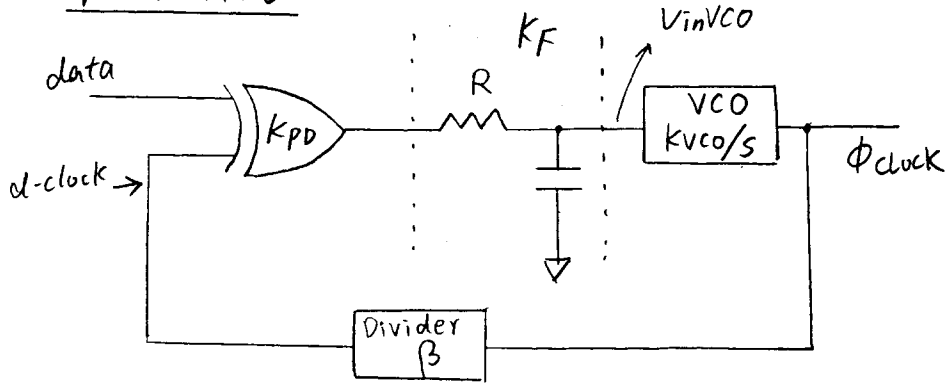 KF
VinVCO
data
R
KPD
VCO
KVCO/S
d-clock
ΦClock
Divider
β